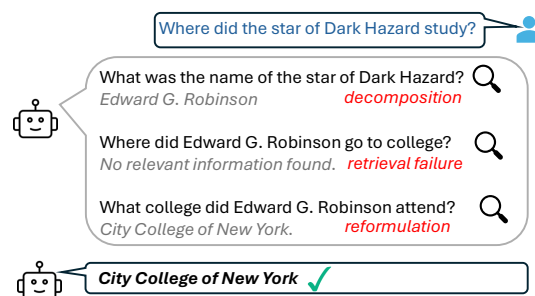 Where did the star of Dark Hazard study?
What was the name of the star of Dark Hazard?
Edward G. Robinson decomposition
Where did Edward G. Robinson go to college?
No relevant information found. retrieval failure
What college did Edward G. Robinson attend?
City College of New York. reformulation
City College of New York